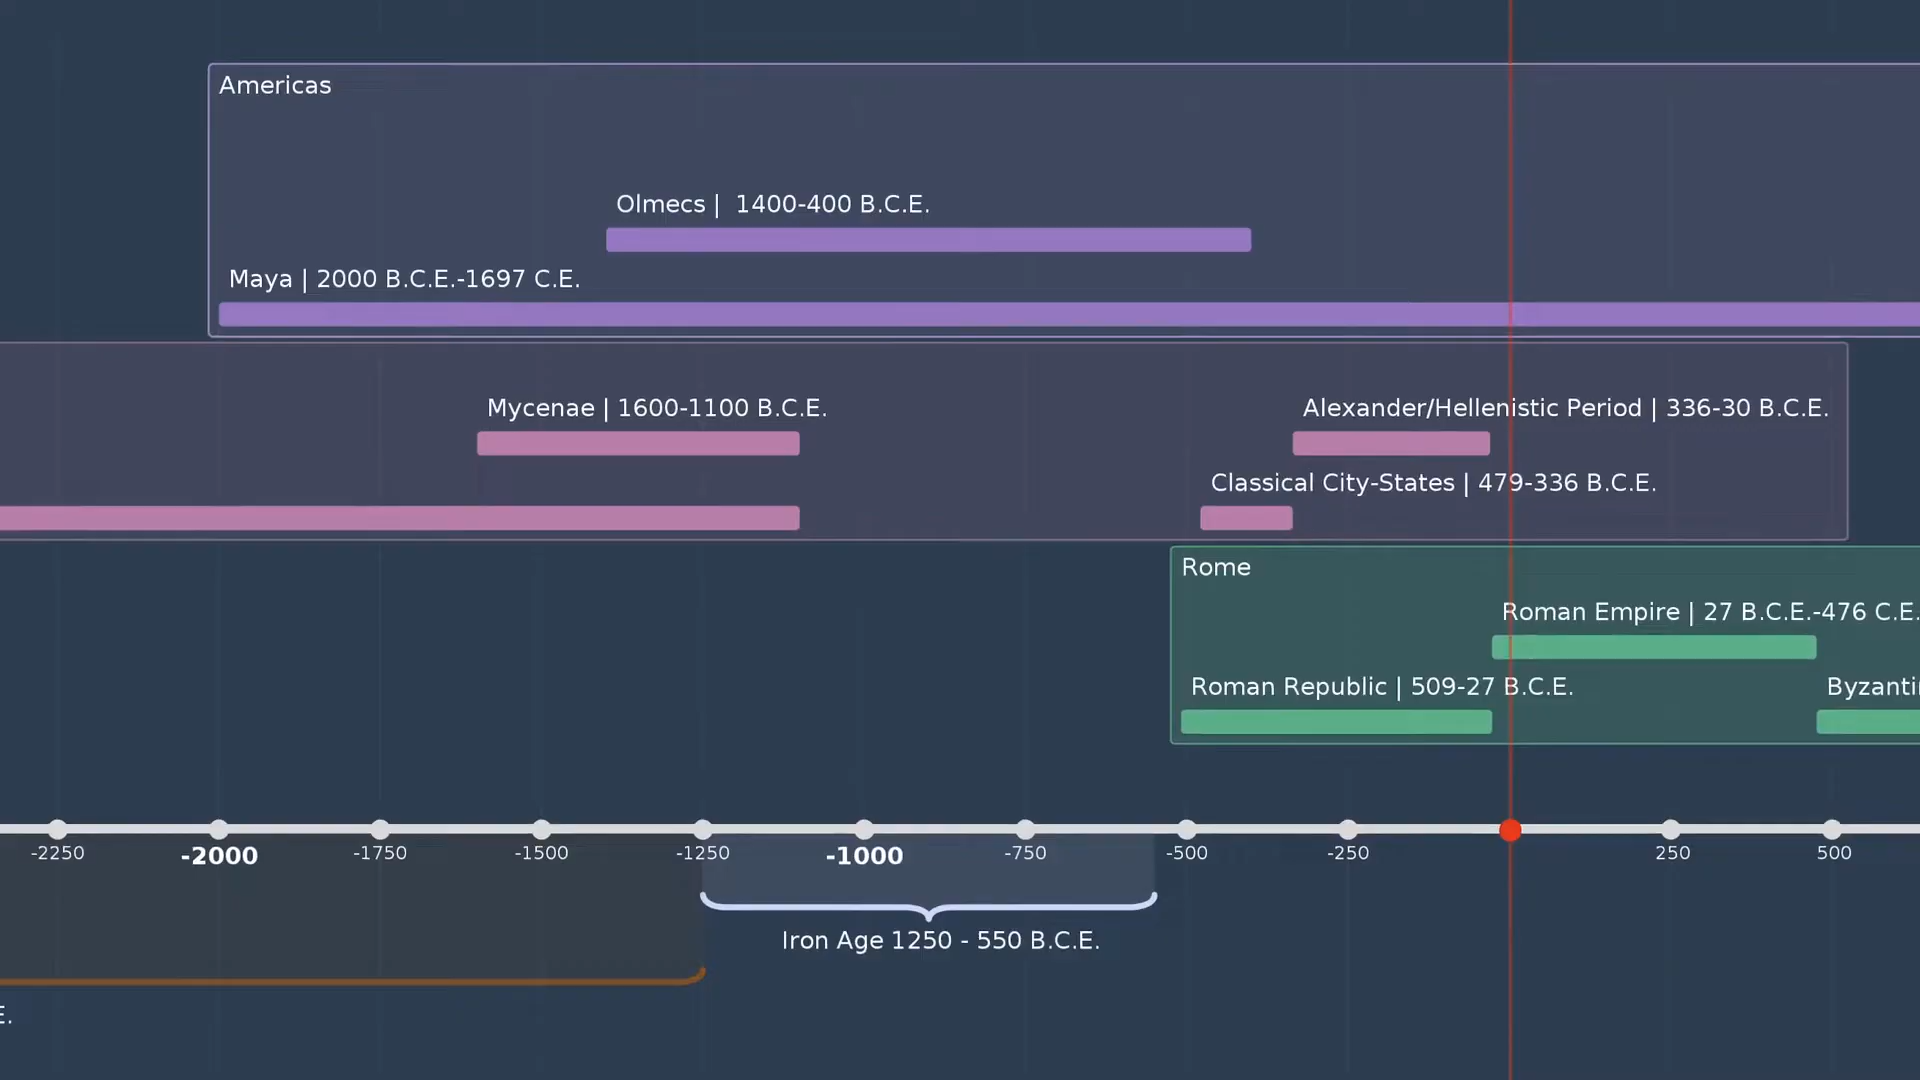 Americas
Olmecs |  1400-400 B.C.E.
Maya | 2000 B.C.E.-1697 C.E.
Mycenae | 1600-1100 B.C.E.
Alexander/Hellenistic Period | 336-30 B.C.E.
Classical City-States | 479-336 B.C.E.
Rome
Roman Empire | 27 B.C.E.-476 C.E.
Roman Republic | 509-27 B.C.E.
-2250 -2000 -1750 -1500 -1250 -1000 -750 -500 -250 250 500
Iron Age 1250 - 550 B.C.E.